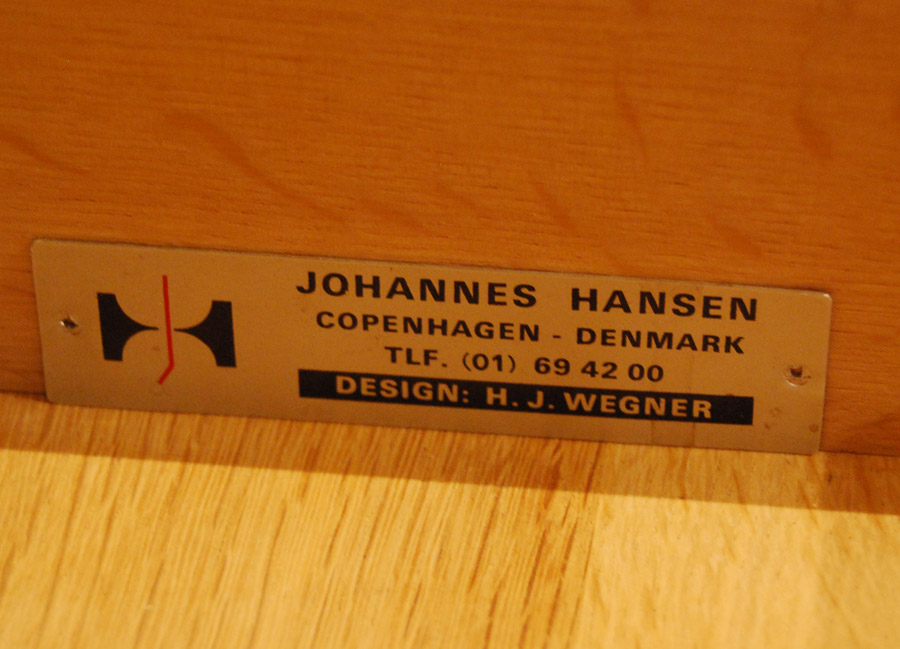 JOHANNES HANSEN
COPENHAGEN - DENMARK
TLF. (01) 69 42 00
DESIGN: H. J. WEGNER